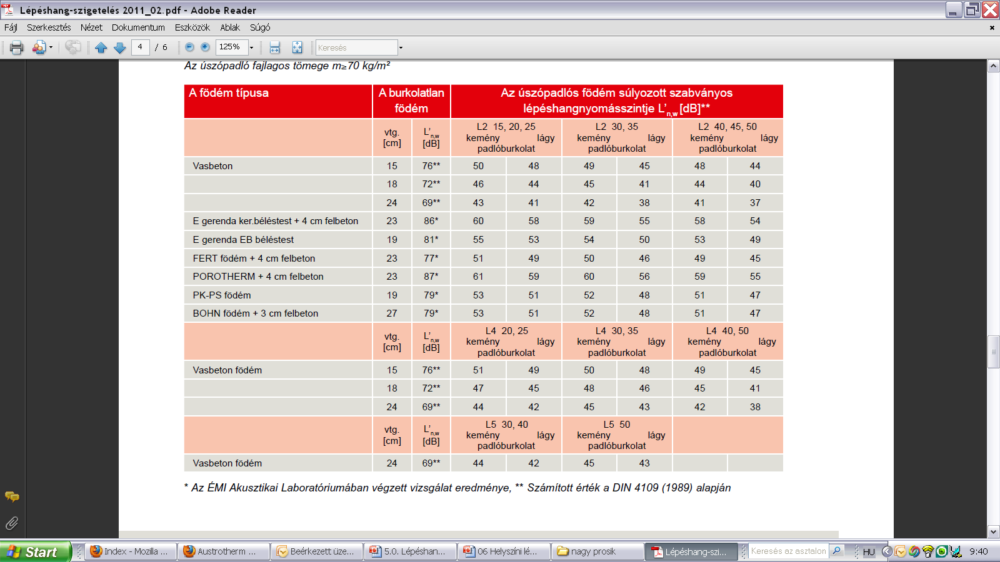 Lépéshang-szigetelés 2011_02.pdf - Adobe Reader
Fájl Szerkesztés Nézet Dokumentum Eszközök Ablak Súgó
4 / 6 125% Keresés
Az úszópadló fajlagos tömege m≥70 kg/m²
A födém típusa A burkolatlan födém Az úszópadlós födém súlyozott szabványos
lépéshangnyomásszintje L'n,w [dB]**
vtg. [cm] L'n,w [dB] L2 15, 20, 25 L2 30, 35 L2 40, 45, 50
kemény lágy kemény lágy kemény lágy
padlóburkolat padlóburkolat padlóburkolat
Vasbeton 15 76** 50 48 49 45 48 44
18 72** 46 44 45 41 44 40
24 69** 43 41 42 38 41 37
E gerenda ker.béléstest + 4 cm felbeton 23 86* 60 58 59 55 58 54
E gerenda EB béléstest 19 81* 55 53 54 50 53 49
FERT födém + 4 cm felbeton 23 77* 51 49 50 46 49 45
POROTHERM + 4 cm felbeton 23 87* 61 59 60 56 59 55
PK-PS födém 19 79* 53 51 52 48 51 47
BOHN födém + 3 cm felbeton 27 79* 53 51 52 48 51 47
vtg. [cm] L'n,w [dB] L4 20, 25 L4 30, 35 L4 40, 50
kemény lágy kemény lágy kemény lágy
padlóburkolat padlóburkolat padlóburkolat
Vasbeton födém 15 76** 51 49 50 48 49 45
18 72** 47 45 48 46 45 41
24 69** 44 42 45 43 42 38
vtg. [cm] L'n,w [dB] L5 30, 40 L5 50
kemény lágy kemény lágy
padlóburkolat padlóburkolat
Vasbeton födém 24 69** 44 42 45 43
* Az ÉMI Akusztikai Laboratóriumában végzett vizsgálat eredménye, ** Számított érték a DIN 4109 (1989) alapján
Start Index - Mozilla ... Austrotherm ... Beérkezett üze... 5.0. Lépéshan... 06 Helyszíni lé... nagy prosik Lépéshang-szi... Keresés az asztalon HU 9:40